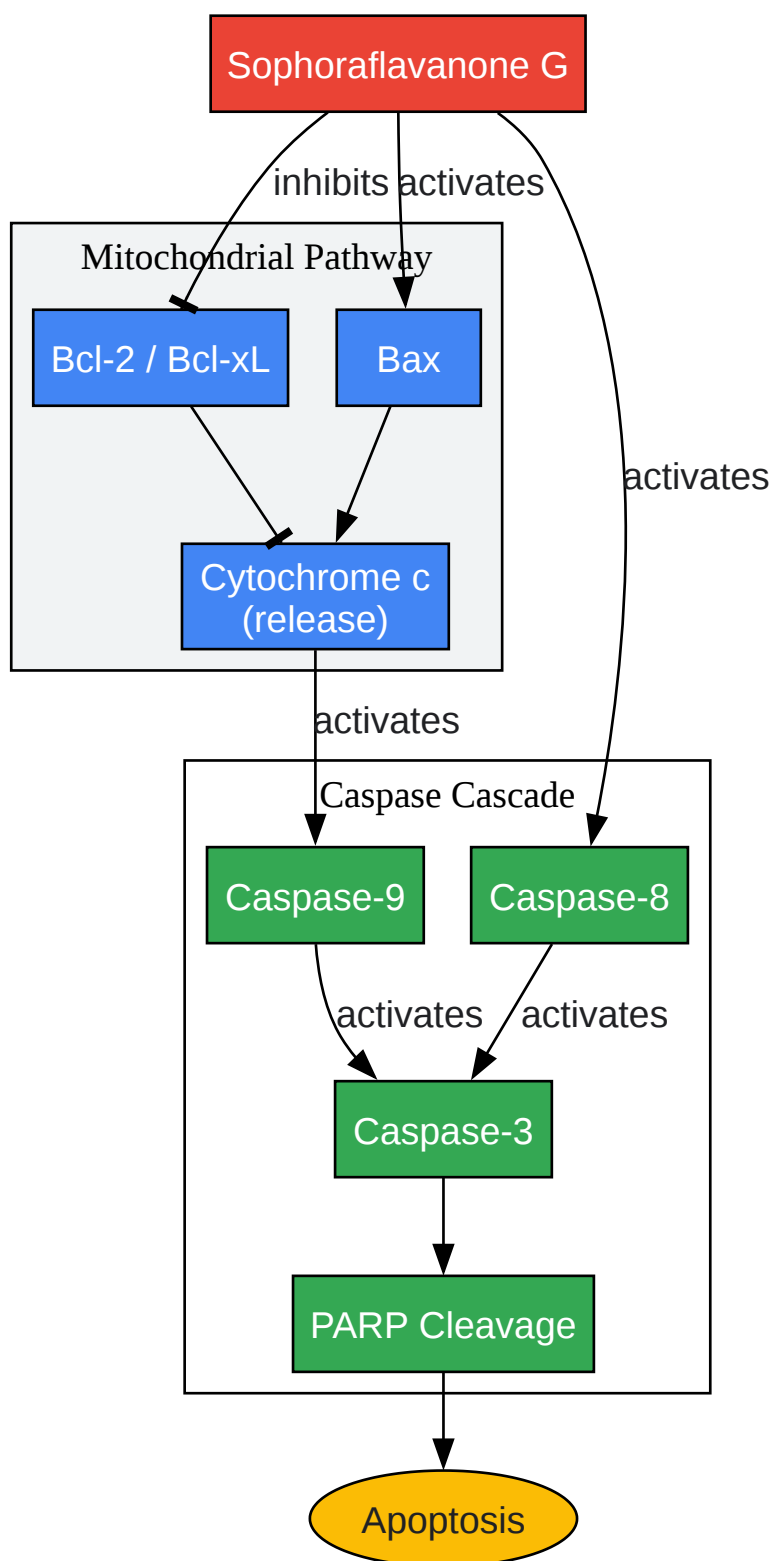 Sophoraflavanone G
inhibits
activates
Mitochondrial Pathway
Bcl-2 / Bcl-xL
Bax
activates
Cytochrome c
(release)
activates
Caspase Cascade
Caspase-9
Caspase-8
activates
activates
Caspase-3
PARP Cleavage
Apoptosis